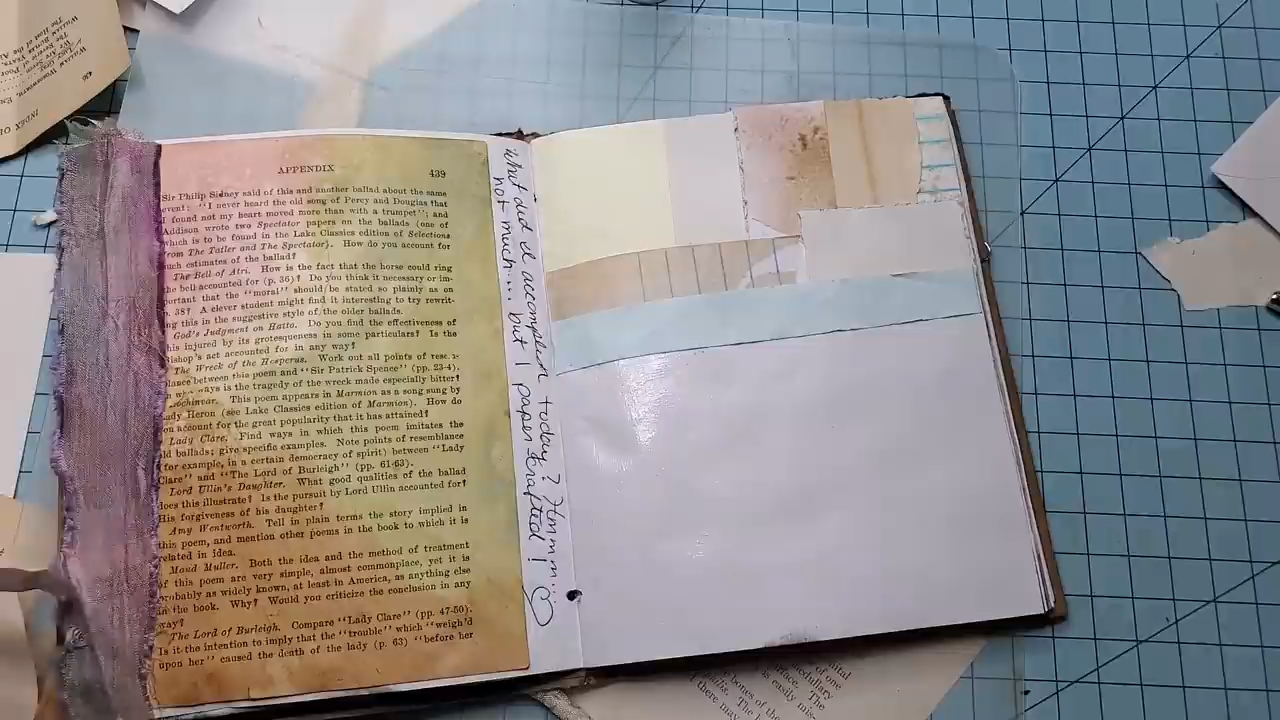 WILLIAM WORDSWORTH, En
430
INDEX OF
APPENDIX
439
Sir Philip Sidney said of this and another ballad about the same
event: "I never heard the old song of Percy and Douglas that
I found not my heart moved more than with a trumpet"; and
Addison wrote two Spectator papers on the ballads (one of
which is to be found in the Lake Classics edition of Selections
from The Tatler and The Spectator). How do you account for
such estimates of the ballad?
The Bell of Atri. How is the fact that the horse could ring
the bell accounted for (p. 36)? Do you think it necessary or im-
portant that the "moral" should be stated so plainly as on
p. 38? A clever student might find it interesting to try rewrit-
ing this in the suggestive style of the older ballads.
God's Judgment on Hatto. Do you find the effectiveness of
this injured by its grotesqueness in some particulars? Is the
Bishop's act accounted for in any way?
The Wreck of the Hesperus. Work out all points of resem-
blance between this poem and "Sir Patrick Spence" (pp. 23-4).
ways is the tragedy of the wreck made especially bitter?
Lochinvar. This poem appears in Marmion as a song sung by
Lady Heron (see Lake Classics edition of Marmion). How do
you account for the great popularity that it has attained?
Lady Clare. Find ways in which this poem imitates the
old ballads; give specific examples. Note points of resemblance
(for example, in a certain democracy of spirit) between "Lady
Clare" and "The Lord of Burleigh" (pp. 61-63).
Lord Ullin's Daughter. What good qualities of the ballad
does this illustrate? Is the pursuit by Lord Ullin accounted for?
His forgiveness of his daughter?
Amy Wentworth. Tell in plain terms the story implied in
this poem, and mention other poems in the book to which it is
related in idea.
Maud Muller. Both the idea and the method of treatment
of this poem are very simple, almost commonplace, yet it is
probably as widely known, at least in America, as anything else
in the book. Why? Would you criticize the conclusion in any
way?
The Lord of Burleigh. Compare "Lady Clare" (pp. 47-50).
Is it the intention to imply that the "trouble" which "weigh'd
upon her" caused the death of the lady (p. 63) "before her
What did I accomplish today? Hmmm...
not much... but I papercrafted! ♡
medullary
is easily mis-
bones of the
there may